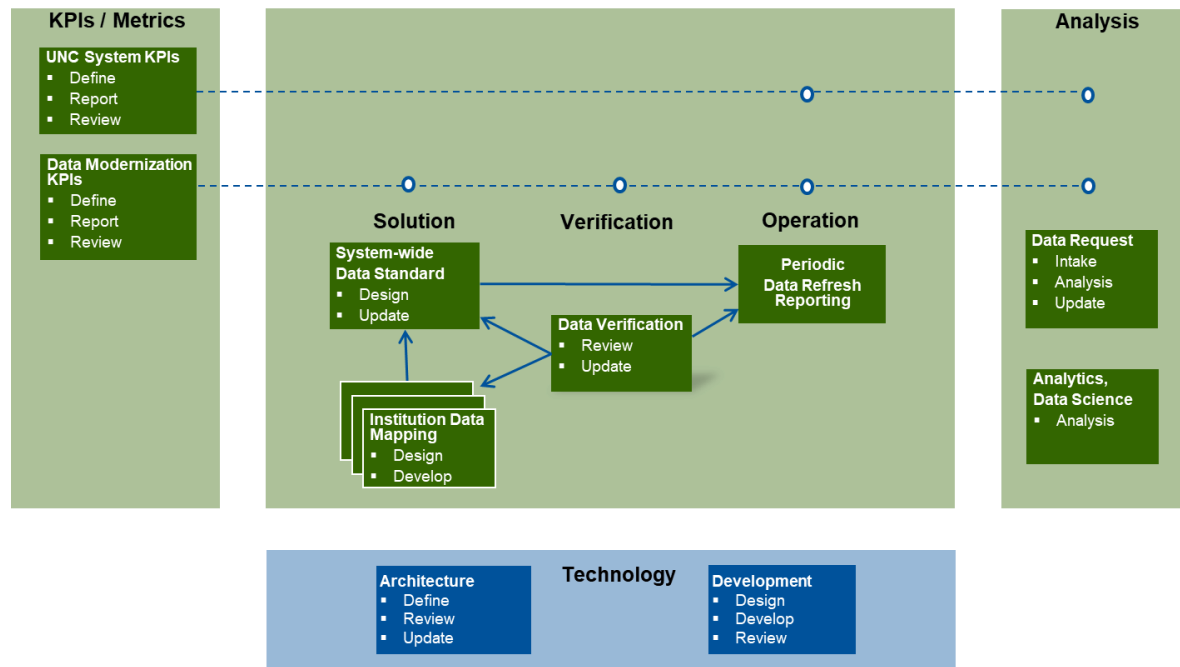 KPIs / Metrics
UNC System KPIs
▪ Define
▪ Report
▪ Review
Data Modernization
KPIs
▪ Define
▪ Report
▪ Review
Solution
Verification
Operation
System-wide
Data Standard
▪ Design
▪ Update
Periodic
Data Refresh
Reporting
Data Verification
▪ Review
▪ Update
Institution Data
Mapping
▪ Design
▪ Develop
Analysis
Data Request
▪ Intake
▪ Analysis
▪ Update
Analytics,
Data Science
▪ Analysis
Technology
Architecture
▪ Define
▪ Review
▪ Update
Development
▪ Design
▪ Develop
▪ Review